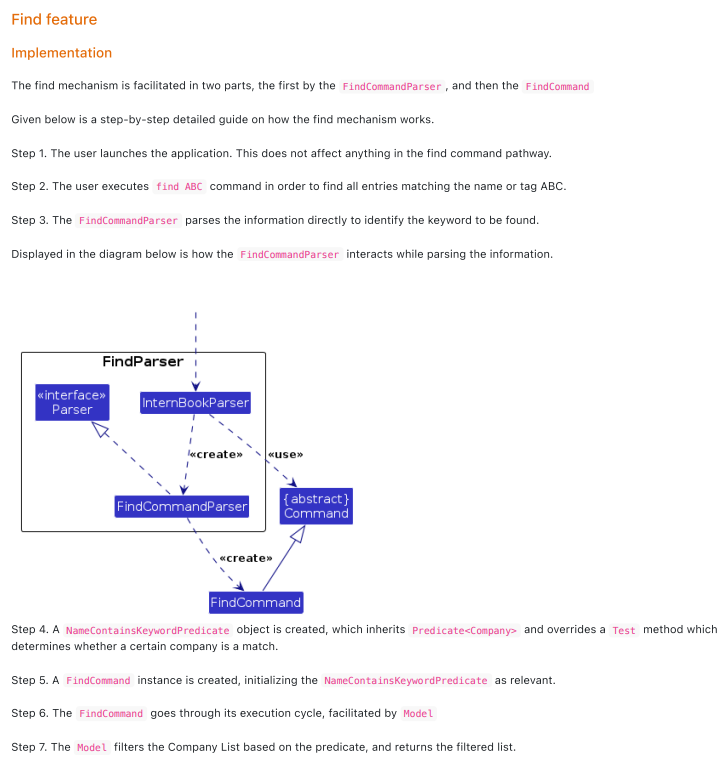 Find feature
Implementation
The find mechanism is facilitated in two parts, the first by the FindCommandParser , and then the FindCommand
Given below is a step-by-step detailed guide on how the find mechanism works.
Step 1. The user launches the application. This does not affect anything in the find command pathway.
Step 2. The user executes find ABC command in order to find all entries matching the name or tag ABC.
Step 3. The FindCommandParser parses the information directly to identify the keyword to be found.
Displayed in the diagram below is how the FindCommandParser interacts while parsing the information.
FindParser
«interface»
Parser
InternBookParser
«create»
«use»
FindCommandParser
{abstract}
Command
«create»
FindCommand
Step 4. A NameContainsKeywordPredicate object is created, which inherits Predicate<Company> and overrides a Test method which
determines whether a certain company is a match.
Step 5. A FindCommand instance is created, initializing the NameContainsKeywordPredicate as relevant.
Step 6. The FindCommand goes through its execution cycle, facilitated by Model
Step 7. The Model filters the Company List based on the predicate, and returns the filtered list.